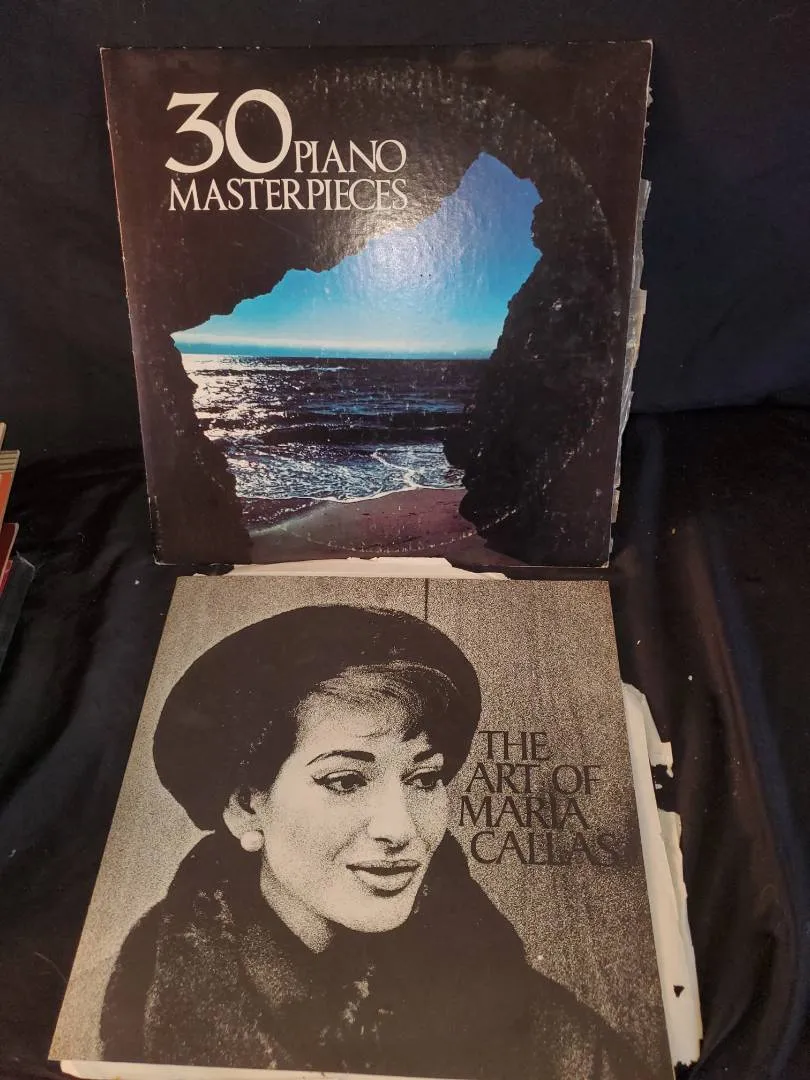 30 PIANO
MASTERPIECES
THE
ART OF
MARIA
CALLAS